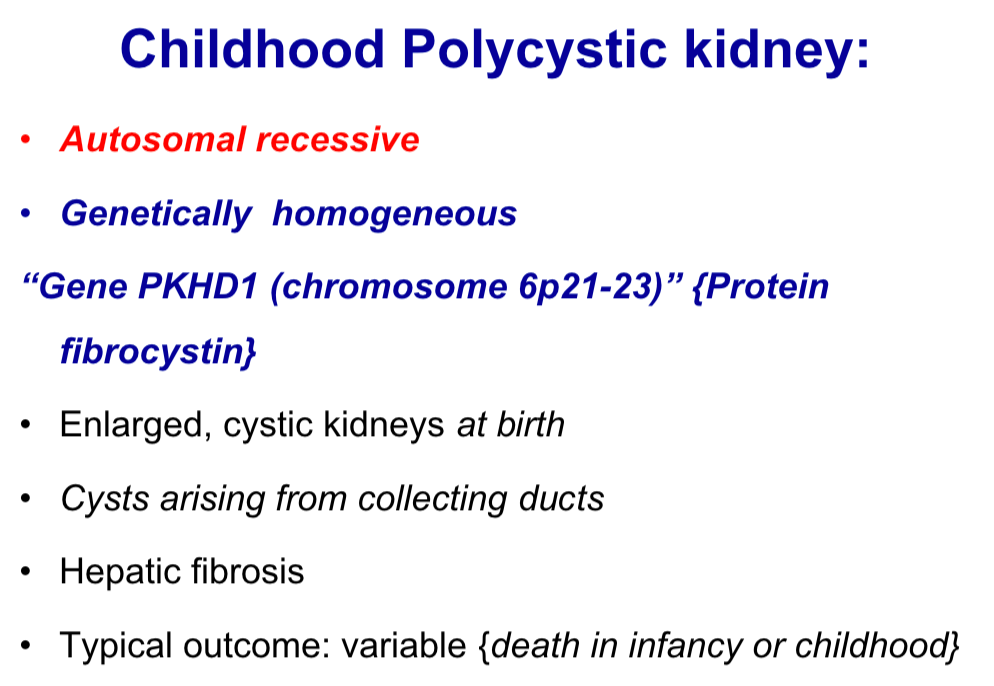 Childhood Polycystic kidney:
• Autosomal recessive
• Genetically homogeneous
“Gene PKHD1 (chromosome 6p21-23)” {Protein
fibrocystin}
• Enlarged, cystic kidneys at birth
• Cysts arising from collecting ducts
• Hepatic fibrosis
• Typical outcome: variable {death in infancy or childhood}